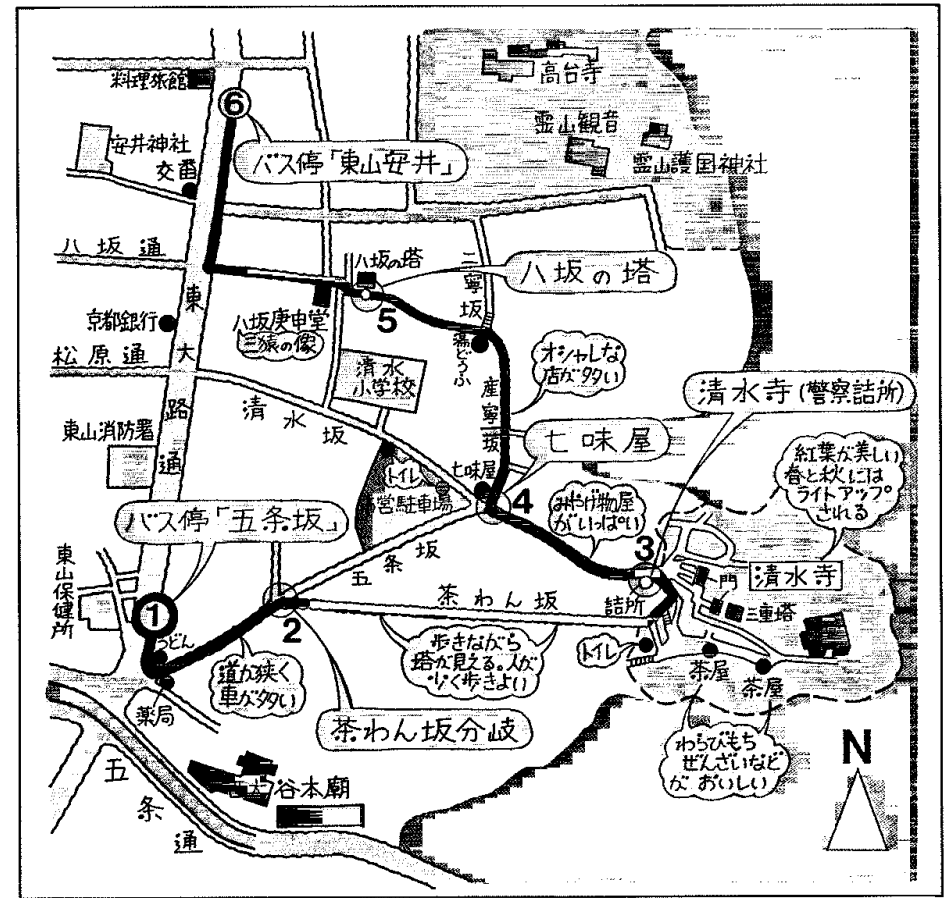 料理旅館
6
高台寺
安井神社
バス停「東山安井」
霊山観音
霊山護国神社
交番
八坂通
八坂の塔
八坂の塔
二寧坂
5
東大路通
京都銀行
八坂庚申堂
三猿の像
湯どうふ
オシャレな
店が多い
松原通
清水
小学校
産寧坂
清水寺(警察詰所)
清水坂
東山消防署
七味屋
七味屋
紅葉が美しい
春と秋には
ライトアップ
される
トイレ
営駐車場
4
みやげ物屋
がいっぱい
バス停「五条坂」
五条坂
3
門
清水寺
東山保健所
1
茶わん坂
詰所
三重塔
2
うどん
道が狭く
車が多い
歩きながら
塔が見える。人が
少く歩きよい
トイレ
茶屋
茶屋
薬局
茶わん坂分岐
わらびもち
ぜんざいなど
が おいしい
N
五条通
大谷本廟